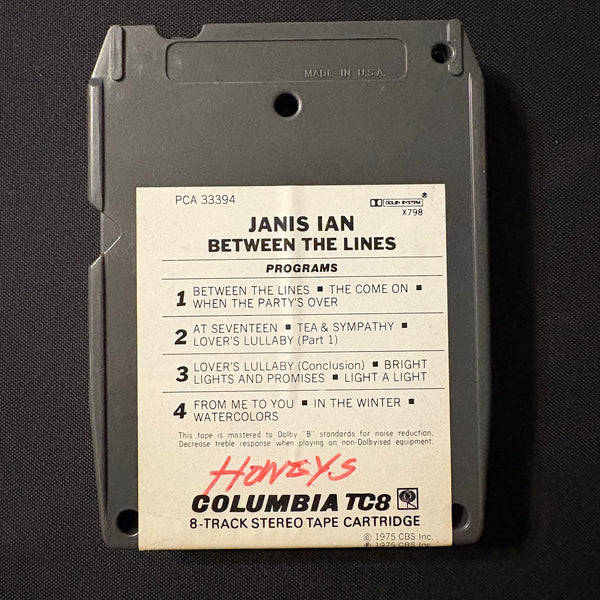 MADE IN U.S.A.
PCA 33394
DOLBY SYSTEM ®
X798
JANIS IAN
BETWEEN THE LINES
PROGRAMS
1 BETWEEN THE LINES ■ THE COME ON ■
WHEN THE PARTY'S OVER
2 AT SEVENTEEN ■ TEA & SYMPATHY ■
LOVER'S LULLABY (Part 1)
3 LOVER'S LULLABY (Conclusion) ■ BRIGHT
LIGHTS AND PROMISES ■ LIGHT A LIGHT
4 FROM ME TO YOU ■ IN THE WINTER ■
WATERCOLORS
This tape is mastered to Dolby "B" standards for noise reduction.
Decrease treble response when playing on non-Dolbyised equipment.
HONEYS
COLUMBIA TC8
8-TRACK STEREO TAPE CARTRIDGE
© 1975 CBS Inc.
℗ 1975 CBS Inc.